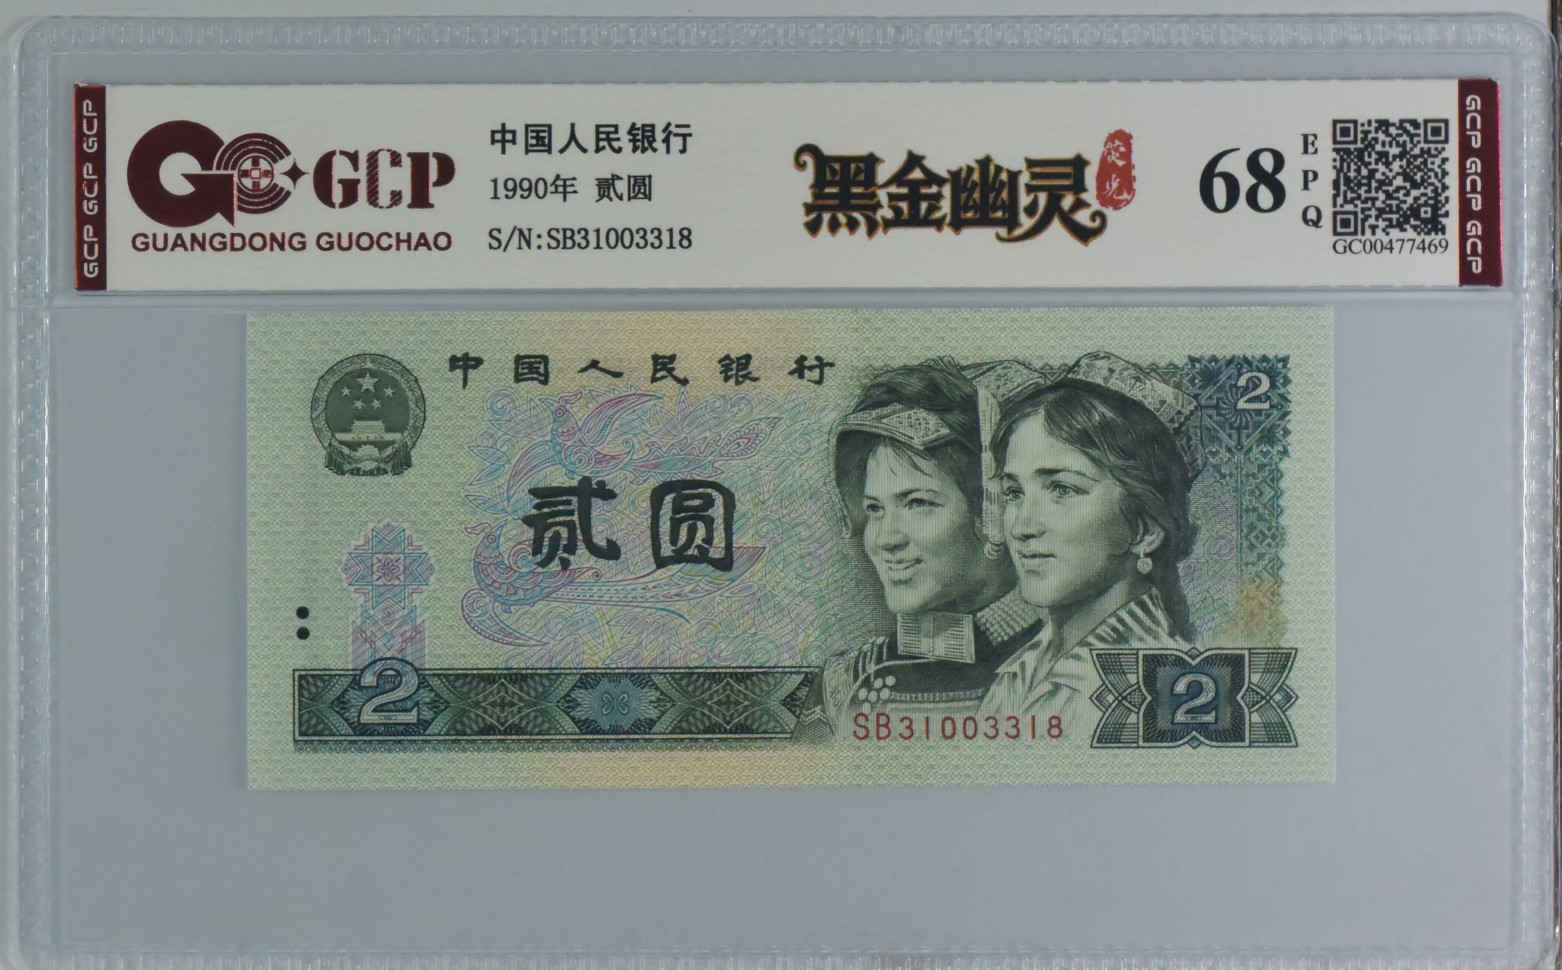 GCP GCP GCP
GCP
GUANGDONG GUOCHAO
中国人民银行
1990年 贰圆
S/N:SB31003318
黑金幽灵
荧光
68
EPQ
GC00477469
GCP GCP GCP
中国人民银行
2
贰圆
2
SB31003318
2